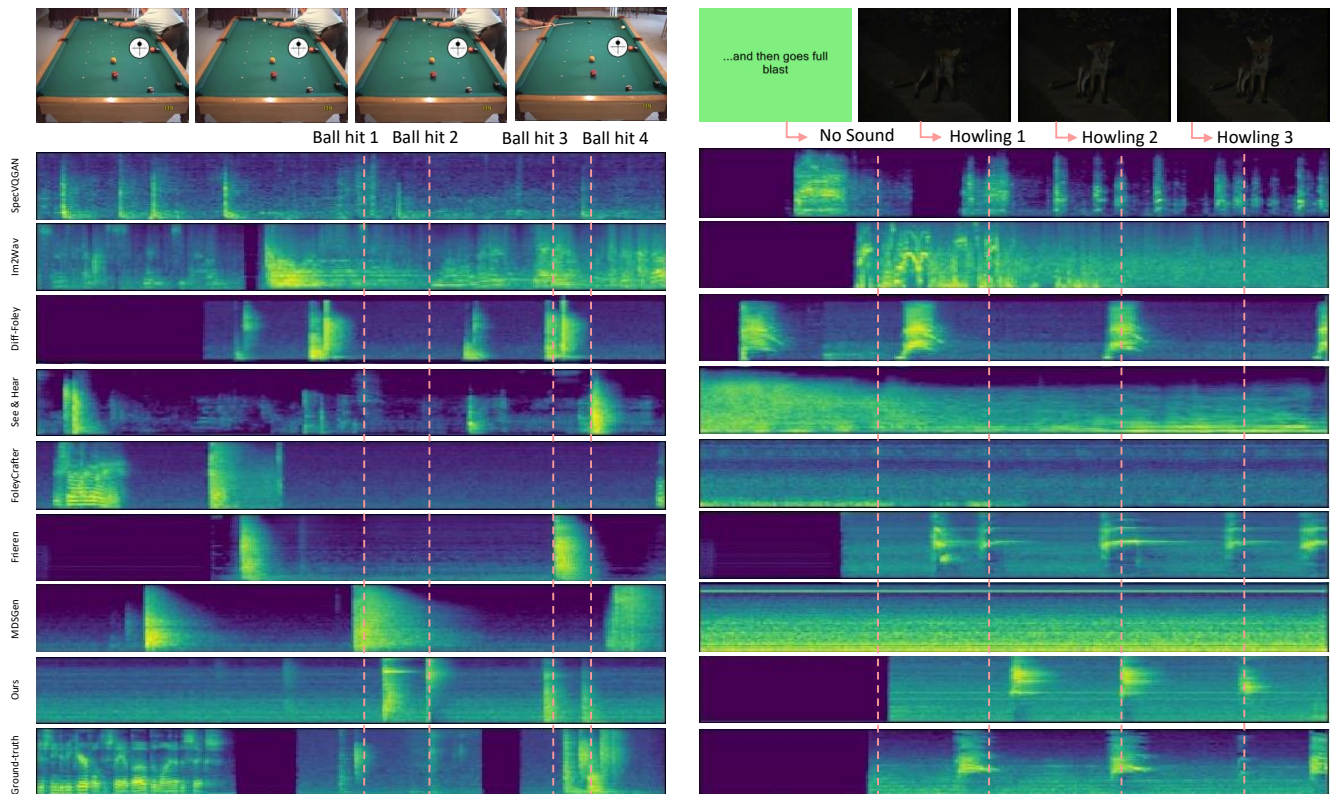 ...and then goes full
blast
Ball hit 1 Ball hit 2 Ball hit 3 Ball hit 4
No Sound Howling 1 Howling 2 Howling 3
SpecVQGAN
Im2Wav
Diff-Foley
See & Hear
FoleyCrafter
Frieren
MDSGen
Ours
Ground-truth